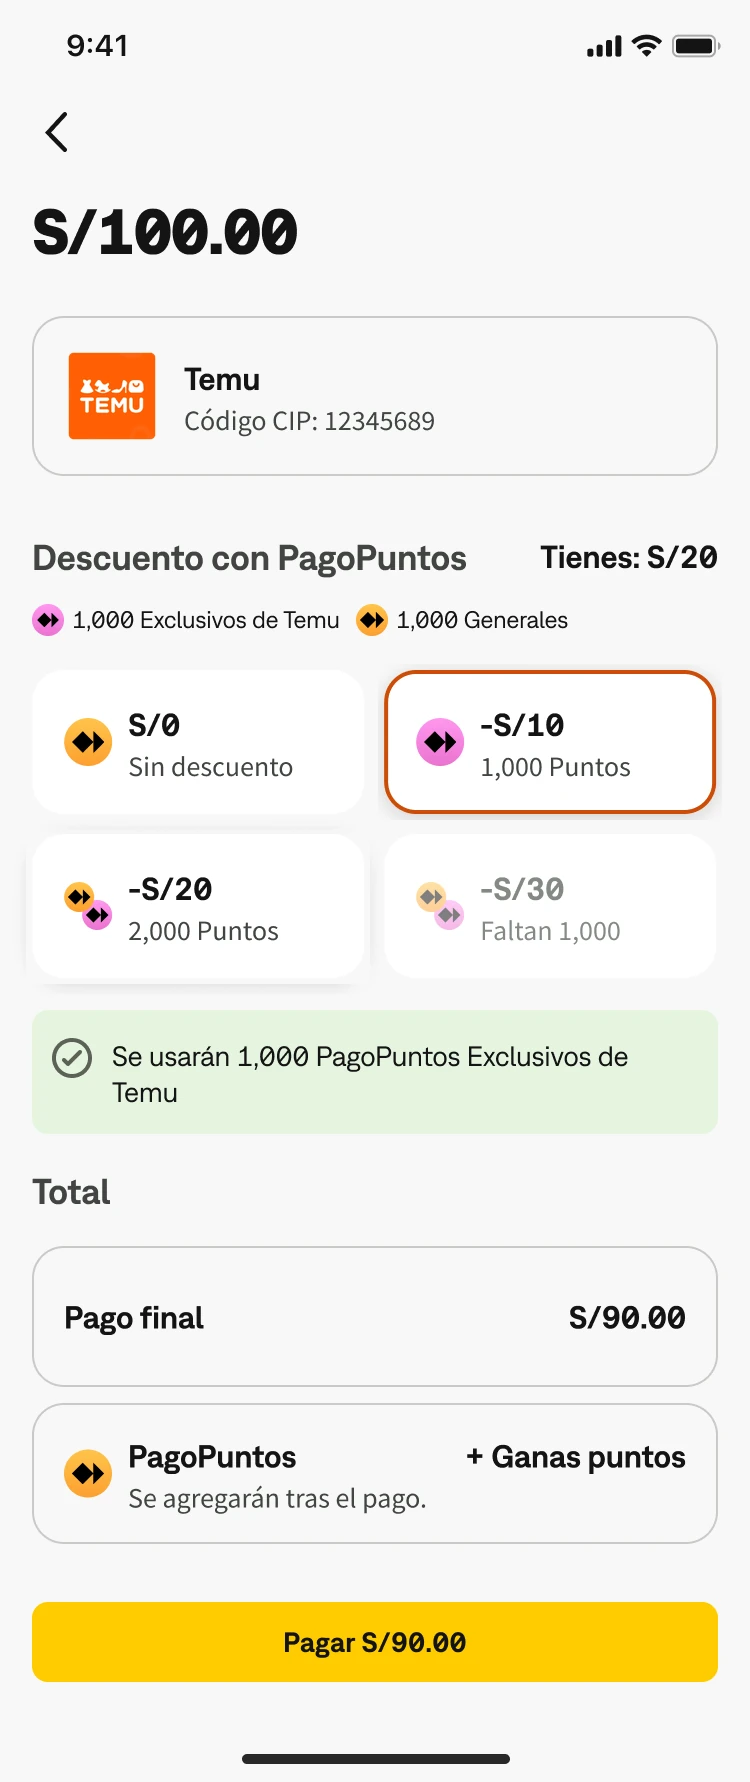 9:41
S/100.00
TEMU
Temu
Código CIP: 12345689
Descuento con PagoPuntos
Tienes: S/20
1,000 Exclusivos de Temu
1,000 Generales
S/0
Sin descuento
-S/10
1,000 Puntos
-S/20
2,000 Puntos
-S/30
Faltan 1,000
Se usarán 1,000 PagoPuntos Exclusivos de
Temu
Total
Pago final
S/90.00
PagoPuntos
+ Ganas puntos
Se agregarán tras el pago.
Pagar S/90.00